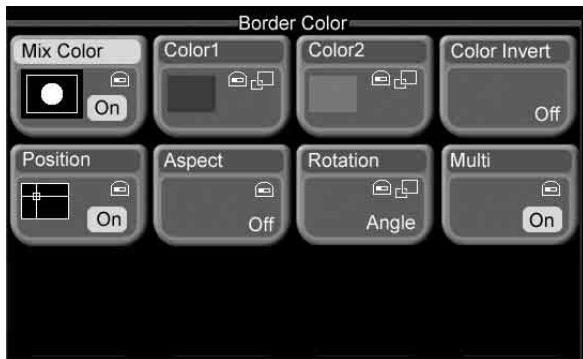 Border Color
Mix Color Color1 Color2 Color Invert
On Off
Position Aspect Rotation Multi
On Off Angle On